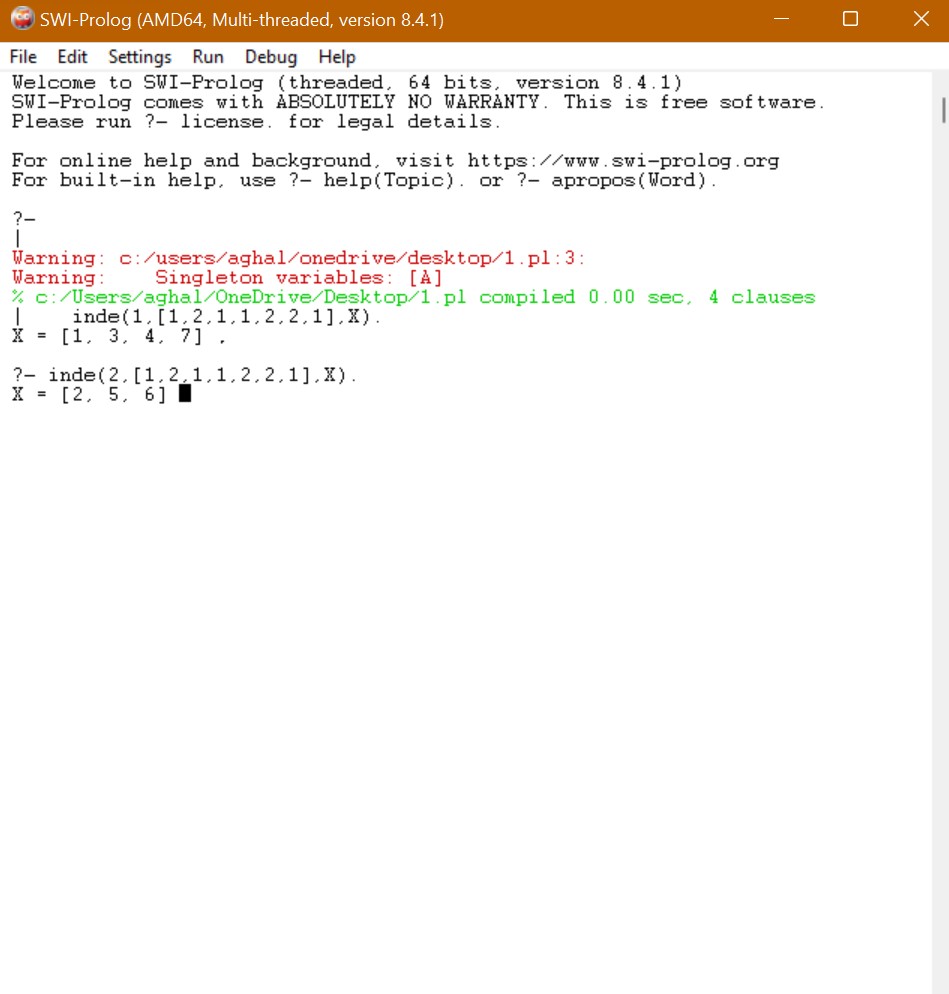 SWI-Prolog (AMD64, Multi-threaded, version 8.4.1)
File Edit Settings Run Debug Help
Welcome to SWI-Prolog (threaded, 64 bits, version 8.4.1)
SWI-Prolog comes with ABSOLUTELY NO WARRANTY. This is free software.
Please run ?- license. for legal details.
For online help and background, visit https://www.swi-prolog.org
For built-in help, use ?- help(Topic). or ?- apropos(Word).
?-
|
Warning: c:/users/aghal/onedrive/desktop/1.pl:3:
Warning:    Singleton variables: [A]
% c:/Users/aghal/OneDrive/Desktop/1.pl compiled 0.00 sec, 4 clauses
|    inde(1,[1,2,1,1,2,2,1],X).
X = [1, 3, 4, 7] .
?- inde(2,[1,2,1,1,2,2,1],X).
X = [2, 5, 6]